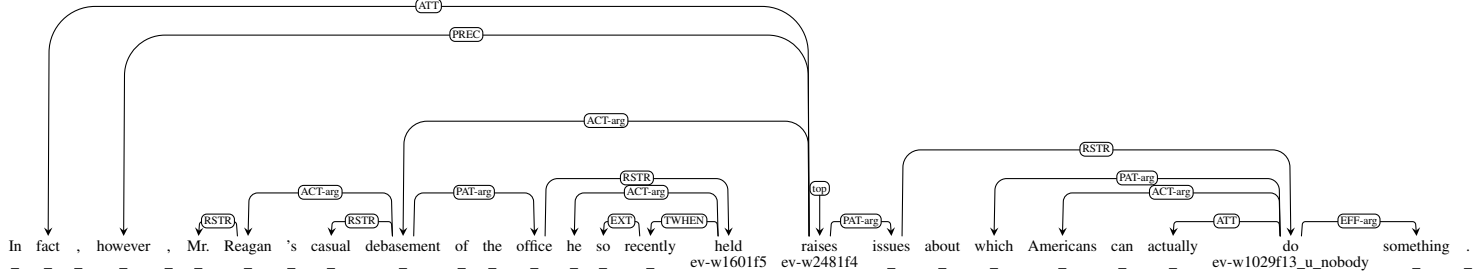 ATT
PREC
ACT-arg
RSTR
RSTR
PAT-arg
ACT-arg
ACT-arg
PAT-arg
ACT-arg
top
RSTR
RSTR
EXT
TWHEN
PAT-arg
ATT
EFF-arg
In fact , however , Mr. Reagan 's casual debasement of the office he so recently held raises issues about which Americans can actually do something .
_ _ _ _ _ _ _ _ _ _ _ _ _ _ _ _ ev-w1601f5 ev-w2481f4 _ _ _ _ _ _ ev-w1029f13_u_nobody _ _